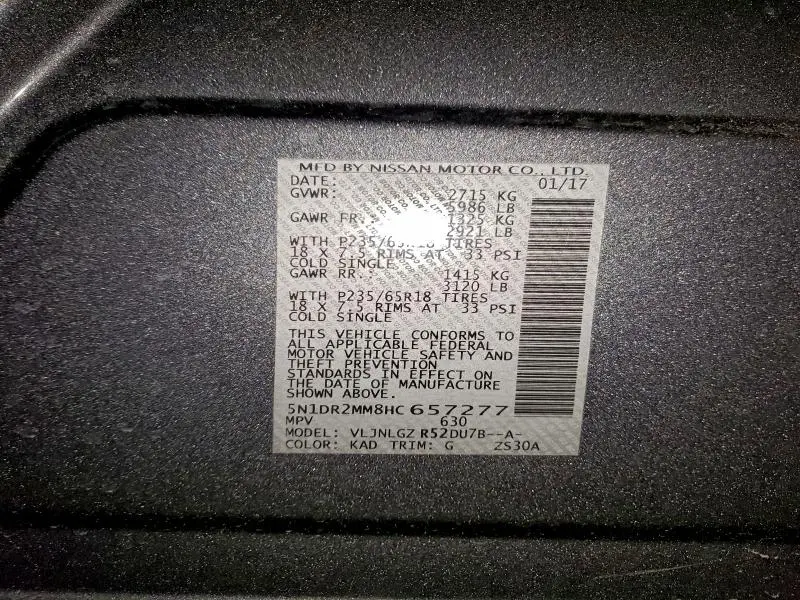 MFD BY NISSAN MOTOR CO., LTD.
DATE: 01/17
GVWR: 2715 KG
5986 LB
GAWR FR. 1325 KG
2921 LB
WITH P235/65R18 TIRES
18 X 7.5 RIMS AT 33 PSI
COLD SINGLE
GAWR RR.: 1415 KG
3120 LB
WITH P235/65R18 TIRES
18 X 7.5 RIMS AT 33 PSI
COLD SINGLE
THIS VEHICLE CONFORMS TO
ALL APPLICABLE FEDERAL
MOTOR VEHICLE SAFETY AND
THEFT PREVENTION
STANDARDS IN EFFECT ON
THE DATE OF MANUFACTURE
SHOWN ABOVE.
5N1DR2MM8HC 657277
MPV 630
MODEL: VLJNLGZ R52DU7B--A-
COLOR: KAD TRIM: G ZS30A